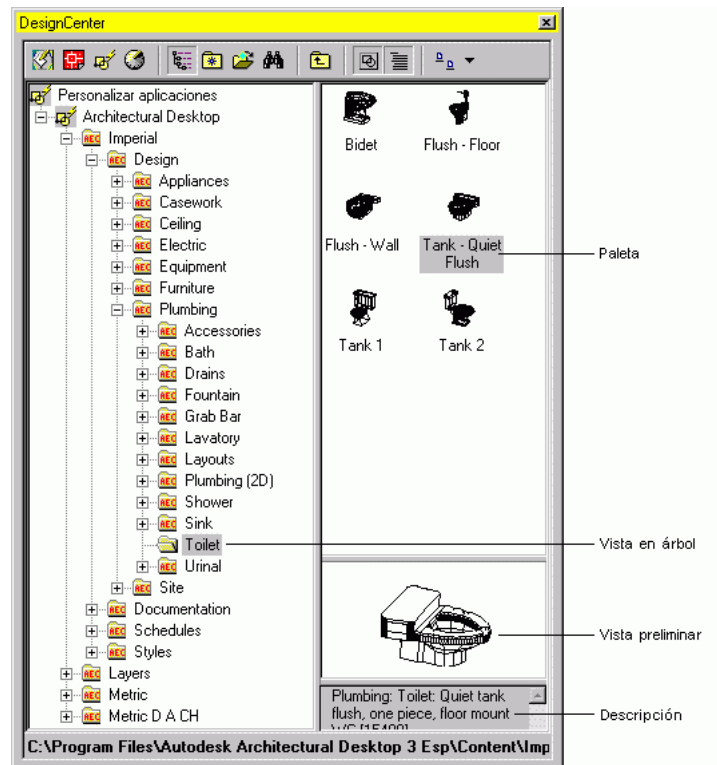 DesignCenter
Personalizar aplicaciones
Architectural Desktop
Imperial
Design
Appliances
Casework
Ceiling
Electric
Equipment
Furniture
Plumbing
Accessories
Bath
Drains
Fountain
Grab Bar
Lavatory
Layouts
Plumbing (2D)
Shower
Sink
Toilet
Urinal
Site
Documentation
Schedules
Styles
Layers
Metric
Metric D A CH
Bidet
Flush - Floor
Flush - Wall
Tank - Quiet
Flush
Tank 1
Tank 2
Plumbing: Toilet: Quiet tank
flush, one piece, floor mount
Paleta
Vista en árbol
Vista preliminar
Descripción
C:\Program Files\Autodesk Architectural Desktop 3 Esp\Content\Imp